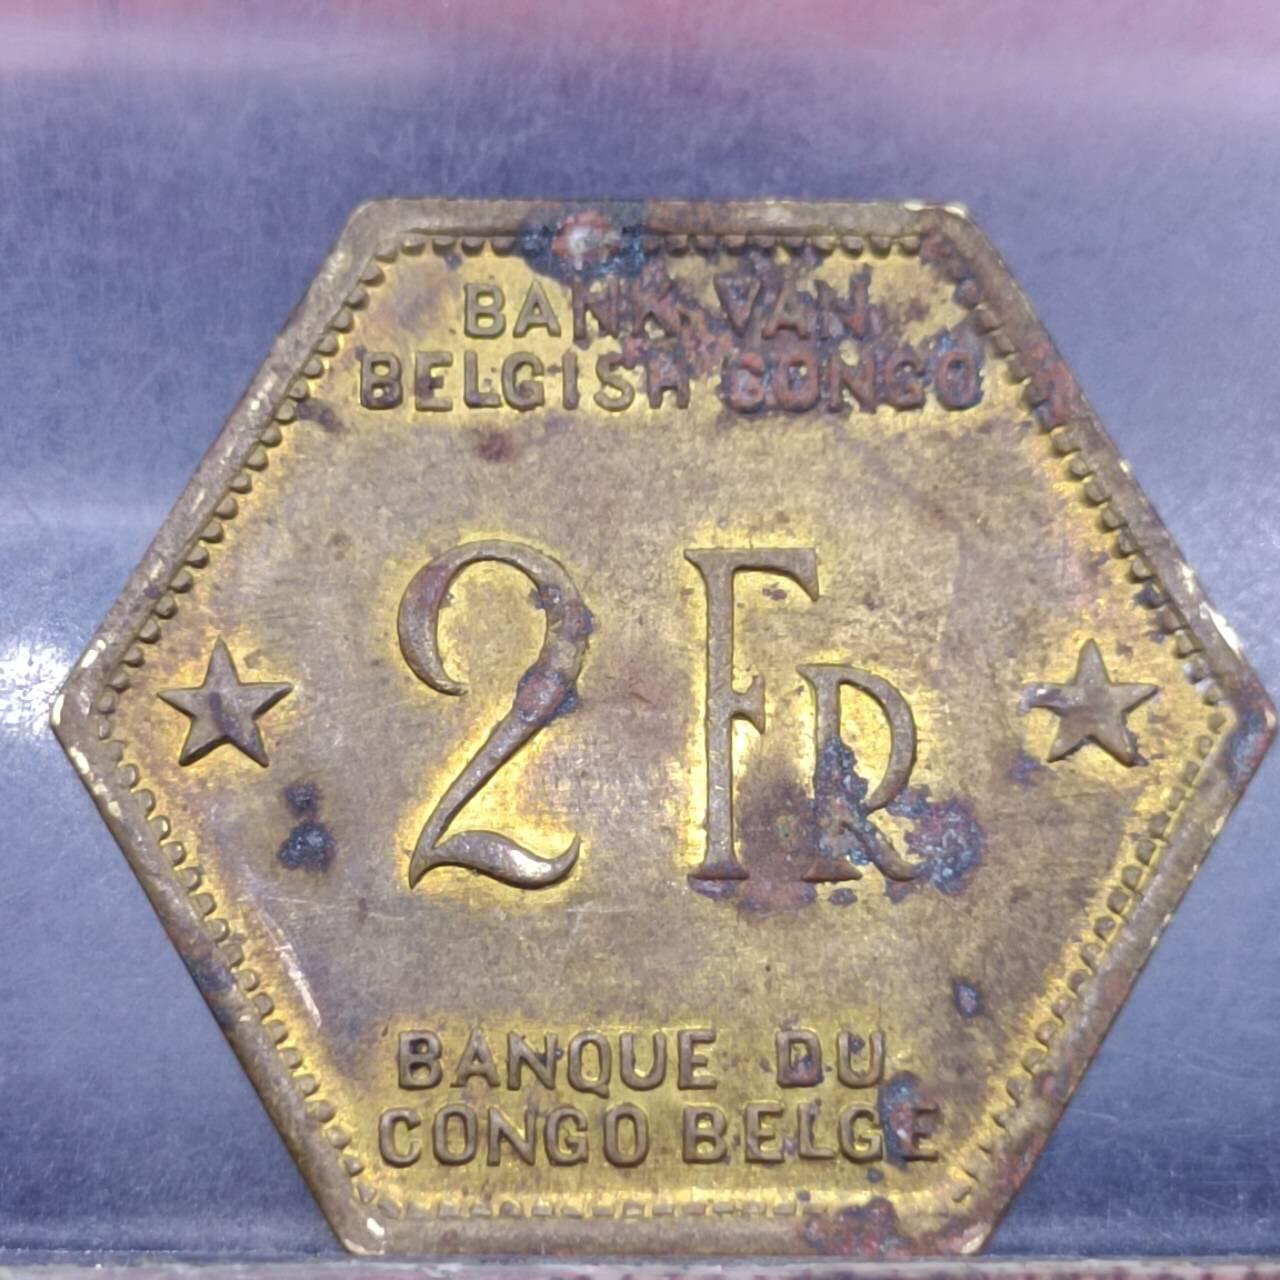 BANK VAN
BELGISH CONGO
2 FR
BANQUE DU
CONGO BELGE